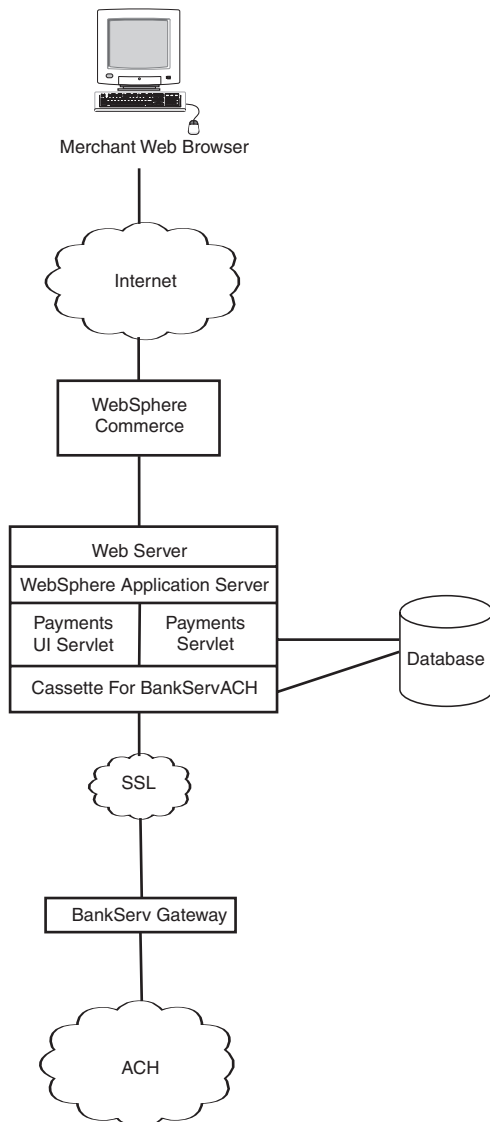 Merchant Web Browser
Internet
WebSphere
Commerce
Web Server
WebSphere Application Server
Payments
UI Servlet
Payments
Servlet
Database
Cassette For BankServACH
SSL
BankServ Gateway
ACH